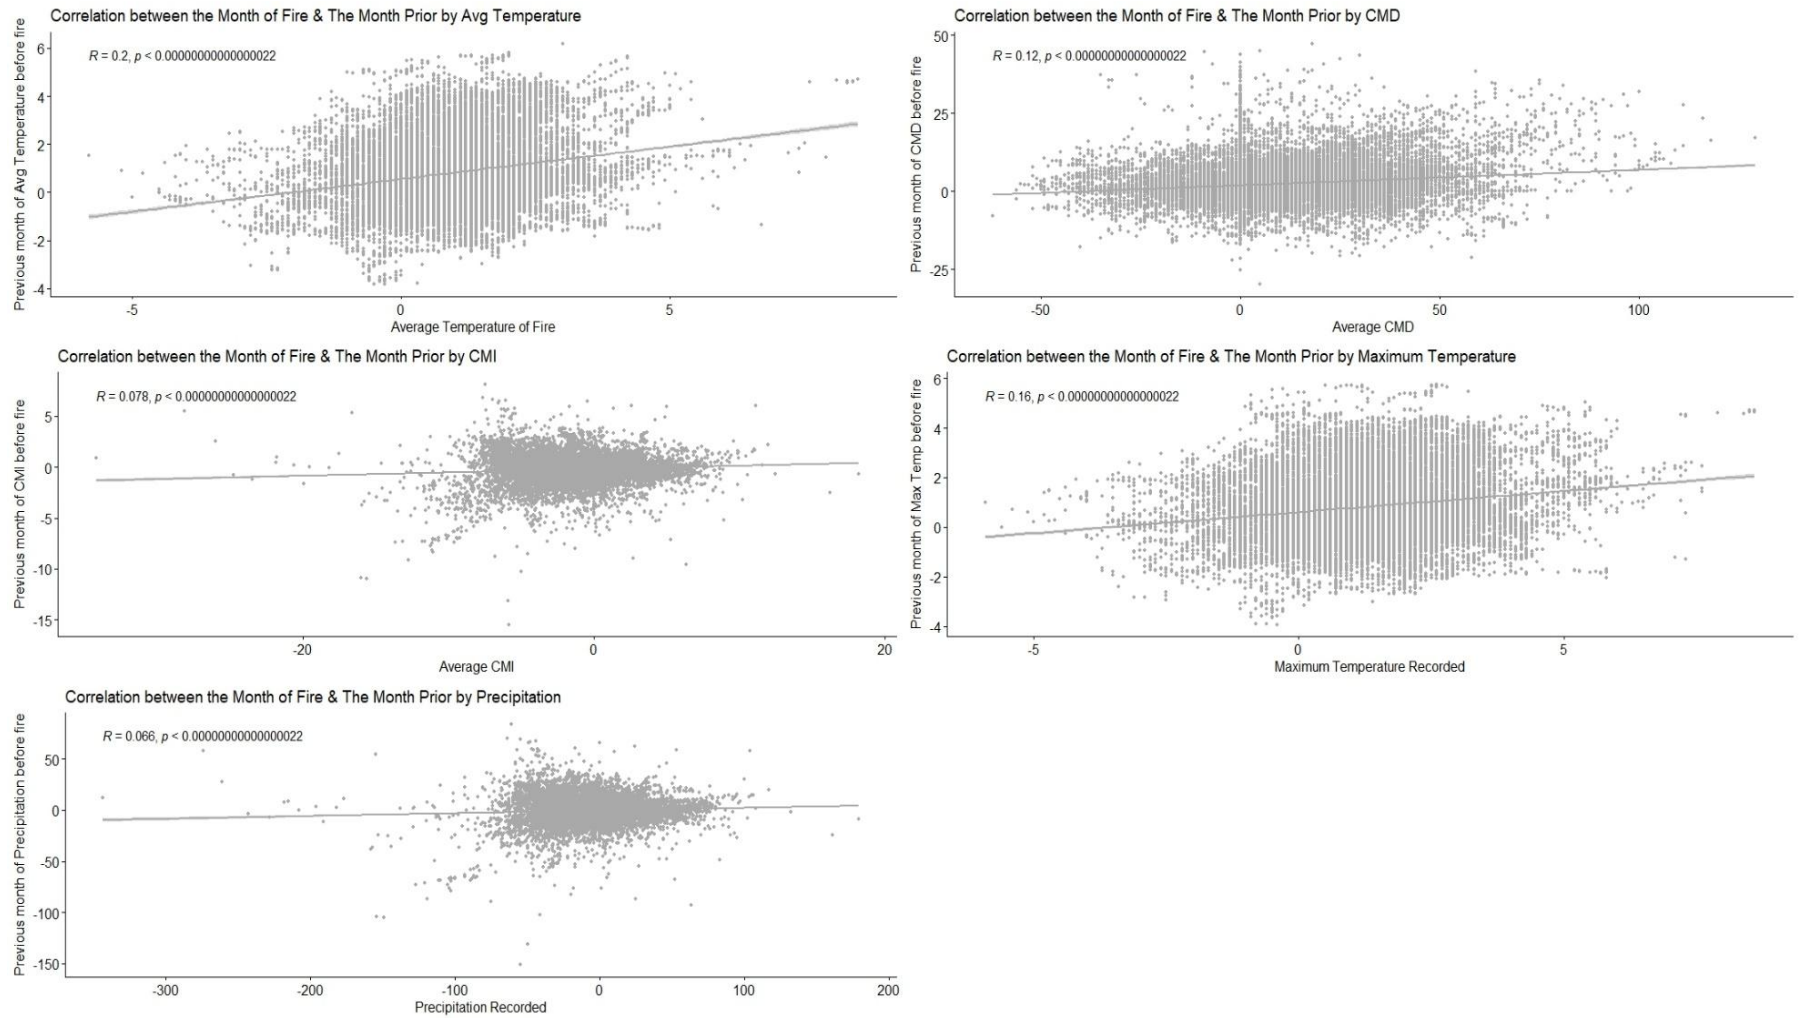 Correlation between the Month of Fire & The Month Prior by Avg Temperature
R = 0.2, p < 0.00000000000000022
Previous month of Avg Temperature before fire
6
4
2
0
-2
-4
-5
0
5
Average Temperature of Fire
Correlation between the Month of Fire & The Month Prior by CMD
R = 0.12, p < 0.00000000000000022
Previous month of CMD before fire
50
25
0
-25
-50
0
50
100
Average CMD
Correlation between the Month of Fire & The Month Prior by CMI
R = 0.078, p < 0.00000000000000022
Previous month of CMI before fire
5
0
-5
-10
-15
-20
0
20
Average CMI
Correlation between the Month of Fire & The Month Prior by Maximum Temperature
R = 0.16, p < 0.00000000000000022
Previous month of Max Temp before fire
6
4
2
0
-2
-4
-5
0
5
Maximum Temperature Recorded
Correlation between the Month of Fire & The Month Prior by Precipitation
R = 0.066, p < 0.00000000000000022
Previous month of Precipitation before fire
50
0
-50
-100
-150
-300
-200
-100
0
100
200
Precipitation Recorded